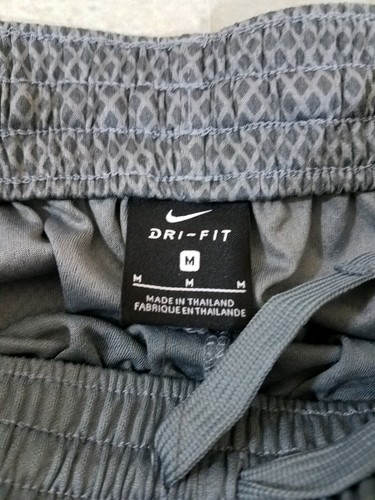 DRI-FIT
M
M M M
MADE IN THAILAND
FABRIQUE EN THAILANDE